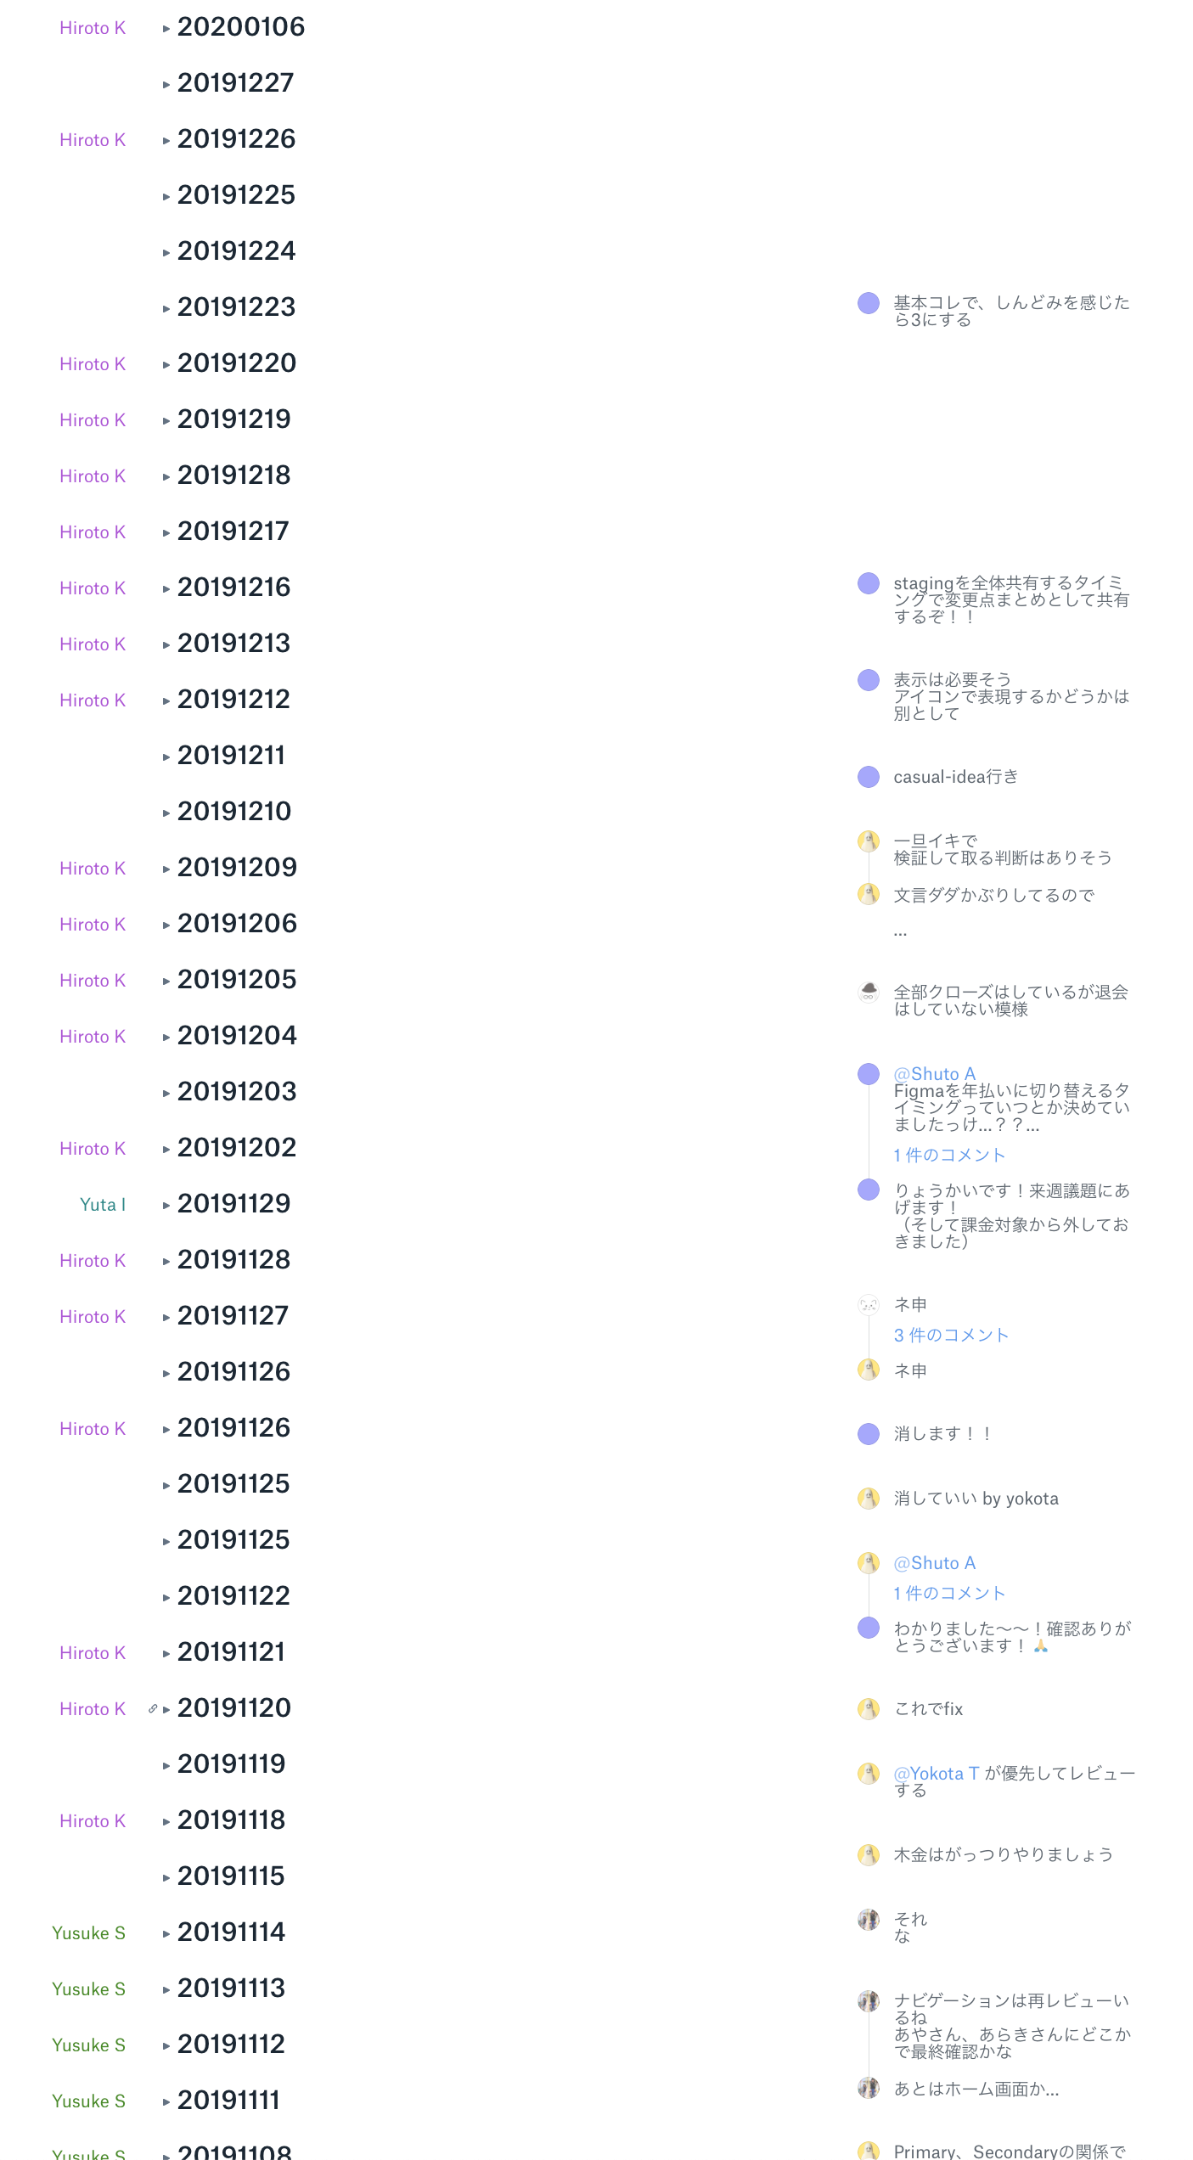 Hiroto K ▸ 20200106
▸ 20191227
Hiroto K ▸ 20191226
▸ 20191225
▸ 20191224
▸ 20191223
Hiroto K ▸ 20191220
Hiroto K ▸ 20191219
Hiroto K ▸ 20191218
Hiroto K ▸ 20191217
Hiroto K ▸ 20191216
Hiroto K ▸ 20191213
Hiroto K ▸ 20191212
▸ 20191211
▸ 20191210
Hiroto K ▸ 20191209
Hiroto K ▸ 20191206
Hiroto K ▸ 20191205
Hiroto K ▸ 20191204
▸ 20191203
Hiroto K ▸ 20191202
Yuta I ▸ 20191129
Hiroto K ▸ 20191128
Hiroto K ▸ 20191127
▸ 20191126
Hiroto K ▸ 20191126
▸ 20191125
▸ 20191125
▸ 20191122
Hiroto K ▸ 20191121
Hiroto K ▸ 20191120
▸ 20191119
Hiroto K ▸ 20191118
▸ 20191115
Yusuke S ▸ 20191114
Yusuke S ▸ 20191113
Yusuke S ▸ 20191112
Yusuke S ▸ 20191111
Yusuke S ▸ 20191108
基本コレで、しんどみを感じた
ら3にする
stagingを全体共有するタイミ
ングで変更点まとめとして共有
するぞ！！
表示は必要そう
アイコンで表現するかどうかは
別として
casual-idea行き
一旦イキで
検証して取る判断はありそう
文言ダダかぶりしてるので
...
全部クローズはしているが退会
はしていない模様
@Shuto A
Figmaを年払いに切り替えるタ
イミングっていつとか決めてい
ましたっけ...？？...
1 件のコメント
りょうかいです！来週議題にあ
げます！
（そして課金対象から外してお
きました）
ネ申
3 件のコメント
ネ申
消します！！
消していい by yokota
@Shuto A
1 件のコメント
わかりました〜〜！確認ありが
とうございます！🙏
これでfix
@Yokota T が優先してレビュー
する
木金はがっつりやりましょう
それ
な
ナビゲーションは再レビューい
るね
あやさん、あらきさんにどこか
で最終確認かな
あとはホーム画面か...
Primary、Secondaryの関係で